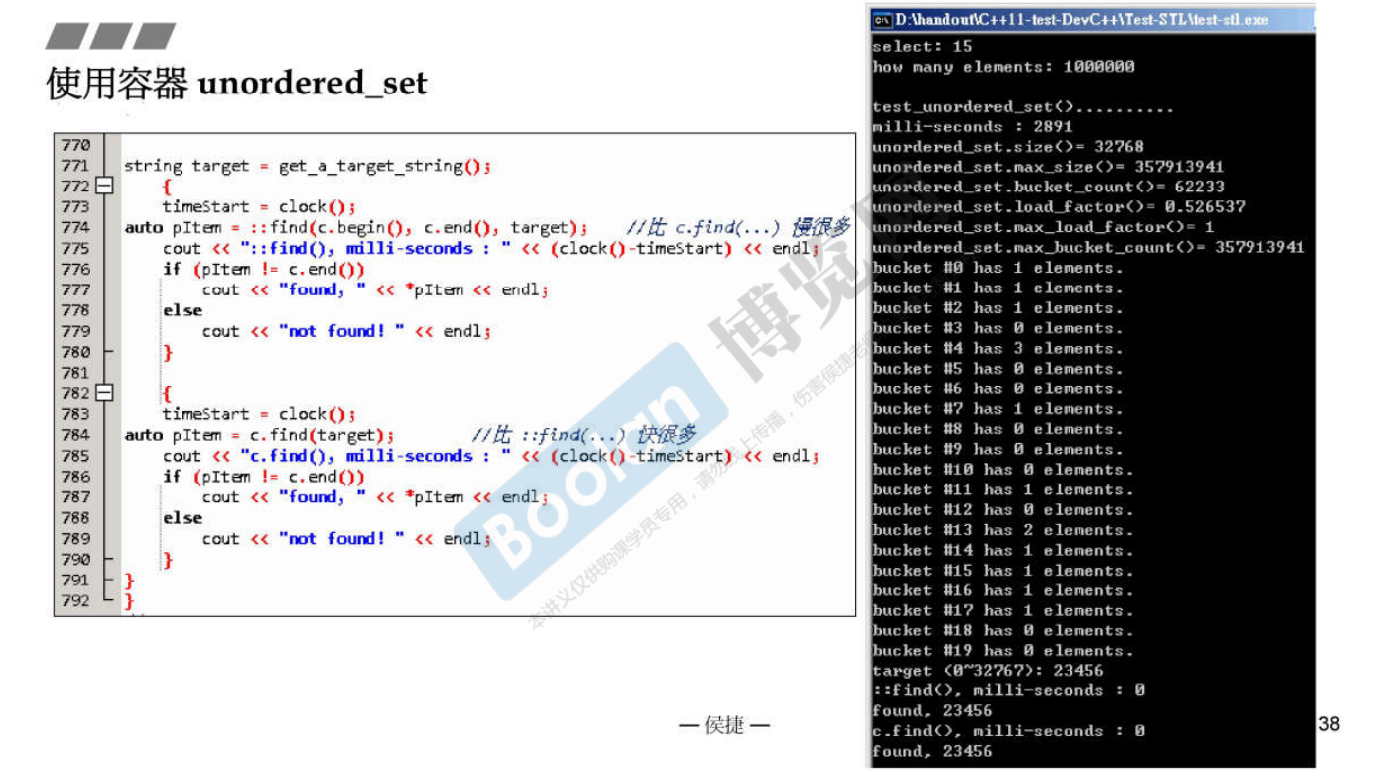 使用容器 unordered_set
770
771 string target = get_a_target_string();
772 {
773 timeStart = clock();
774 auto pItem = ::find(c.begin(), c.end(), target); //比 c.find(...) 慢很多
775 cout << "::find(), milli-seconds : " << (clock()-timeStart) << endl;
776 if (pItem != c.end())
777 cout << "found, " << *pItem << endl;
778 else
779 cout << "not found! " << endl;
780 }
781
782 {
783 timeStart = clock();
784 auto pItem = c.find(target); //比 ::find(...) 快很多
785 cout << "c.find(), milli-seconds : " << (clock()-timeStart) << endl;
786 if (pItem != c.end())
787 cout << "found, " << *pItem << endl;
788 else
789 cout << "not found! " << endl;
790 }
791 }
792 }
D:\handout\C++11-test-DevC++\Test-STL\test-stl.exe
select: 15
how many elements: 1000000
test_unordered_set()..........
milli-seconds : 2891
unordered_set.size()= 32768
unordered_set.max_size()= 357913941
unordered_set.bucket_count()= 62233
unordered_set.load_factor()= 0.526537
unordered_set.max_load_factor()= 1
unordered_set.max_bucket_count()= 357913941
bucket #0 has 1 elements.
bucket #1 has 1 elements.
bucket #2 has 1 elements.
bucket #3 has 0 elements.
bucket #4 has 3 elements.
bucket #5 has 0 elements.
bucket #6 has 0 elements.
bucket #7 has 1 elements.
bucket #8 has 0 elements.
bucket #9 has 0 elements.
bucket #10 has 0 elements.
bucket #11 has 1 elements.
bucket #12 has 0 elements.
bucket #13 has 2 elements.
bucket #14 has 1 elements.
bucket #15 has 1 elements.
bucket #16 has 1 elements.
bucket #17 has 1 elements.
bucket #18 has 0 elements.
bucket #19 has 0 elements.
target (0~32767): 23456
::find(), milli-seconds : 0
found, 23456
c.find(), milli-seconds : 0
found, 23456
Boolan 博览网
本讲义仅供购课学员专用，请勿线上传播，伤害侯捷老
— 侯捷 —
38